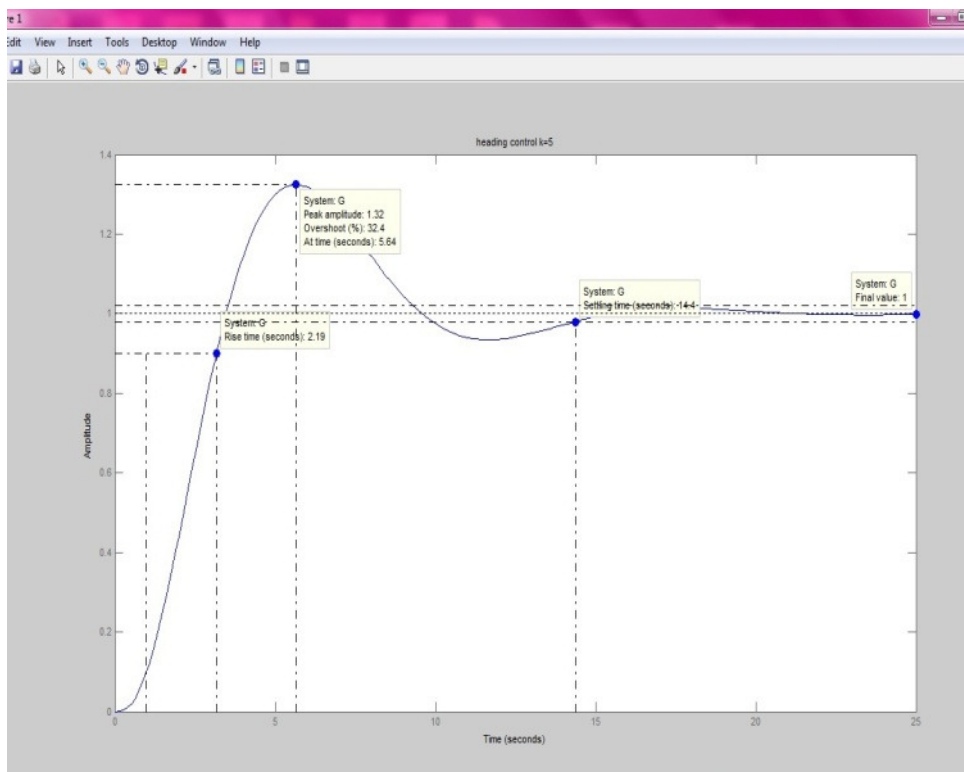 re 1
Edit View Insert Tools Desktop Window Help
heading control k=5
1.4
1.2
1
0.8
0.6
0.4
0.2
0
Amplitude
System: G
Peak amplitude: 1.32
Overshoot (%): 32.4
At time (seconds): 5.64
System: G
Rise time (seconds): 2.19
System: G
Settling time (seconds): 14.4
System: G
Final value: 1
0 5 10 15 20 25
Time (seconds)